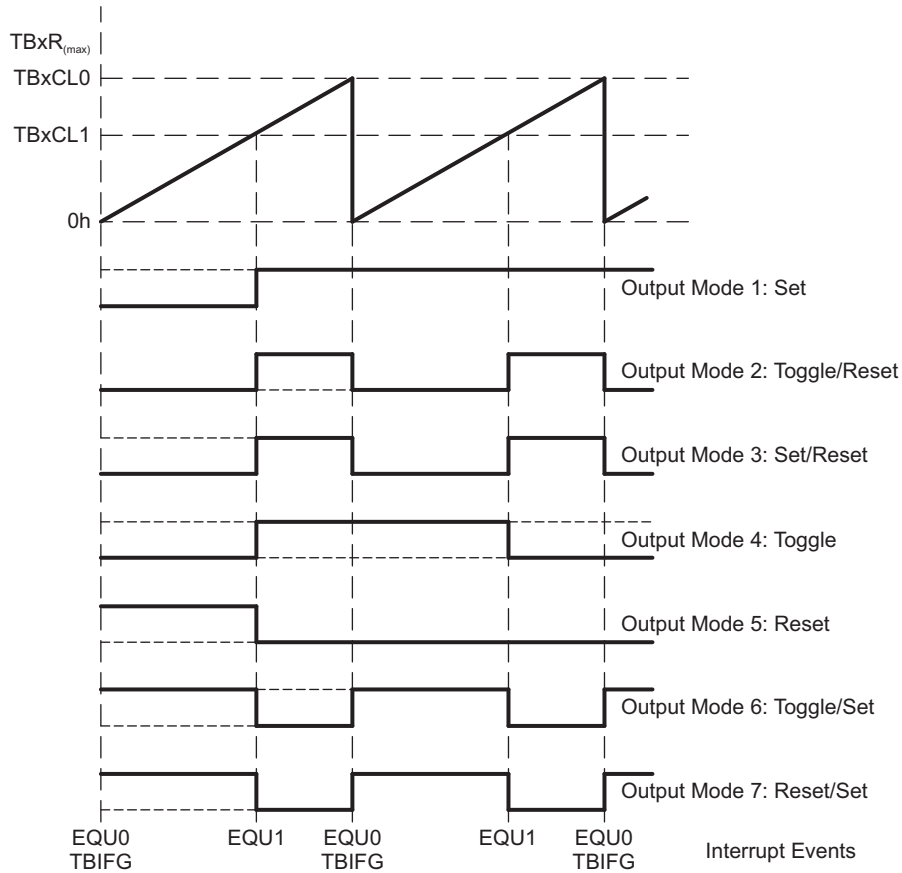 TBxR(max)
TBxCL0
TBxCL1
0h
Output Mode 1: Set
Output Mode 2: Toggle/Reset
Output Mode 3: Set/Reset
Output Mode 4: Toggle
Output Mode 5: Reset
Output Mode 6: Toggle/Set
Output Mode 7: Reset/Set
EQU0 EQU1 EQU0 EQU1 EQU0
TBIFG TBIFG TBIFG
Interrupt Events